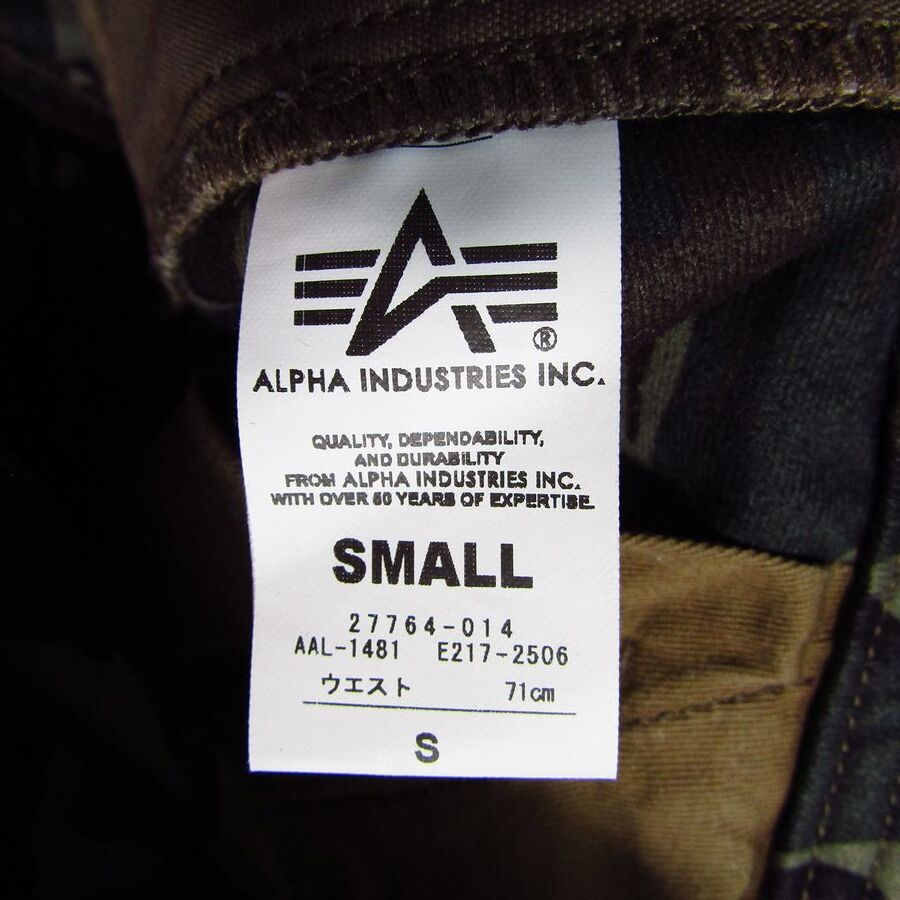 ®
ALPHA INDUSTRIES INC.
QUALITY, DEPENDABILITY,
AND DURABILITY
FROM ALPHA INDUSTRIES INC.
WITH OVER 50 YEARS OF EXPERTISE
SMALL
27764-014
AAL-1481 E217-2506
ウエスト 71cm
S